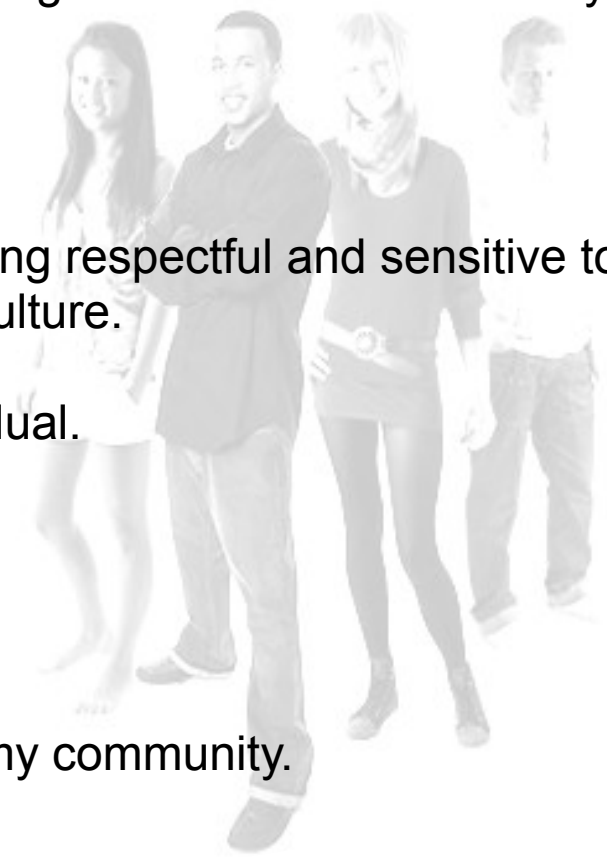 ng respectful and sensitive to
ulture.
lual.
ny community.